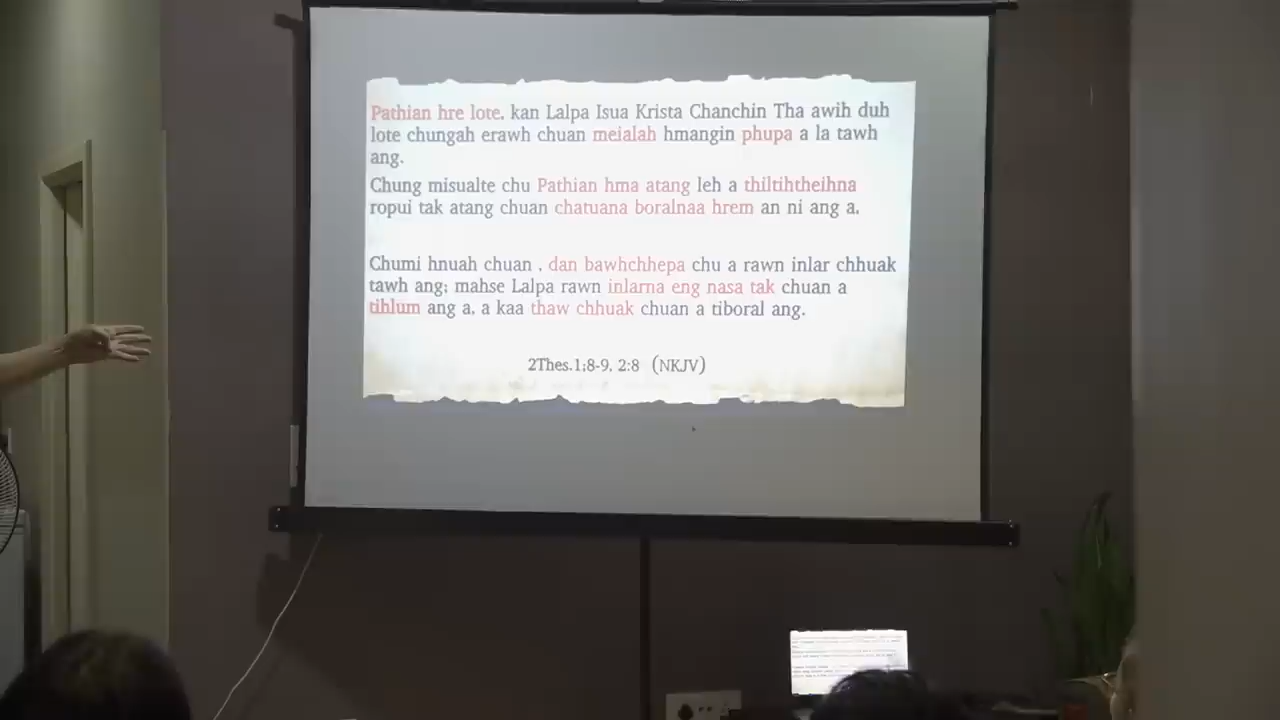 Pathian hre lote, kan Lalpa Isua Krista Chanchin Tha awih duh
lote chungah erawh chuan meialah hmangin phupa a la tawh
ang.
Chung misualte chu Pathian hma atang leh a thiltihtheihna
ropui tak atang chuan chatuana boralnaa hrem an ni ang a,
Chumi hnuah chuan , dan bawhchhepa chu a rawn inlar chhuak
tawh ang; mahse Lalpa rawn inlarna eng nasa tak chuan a
tihlum ang a, a kaa thaw chhuak chuan a tiboral ang.
2Thes.1:8-9, 2:8 (NKJV)